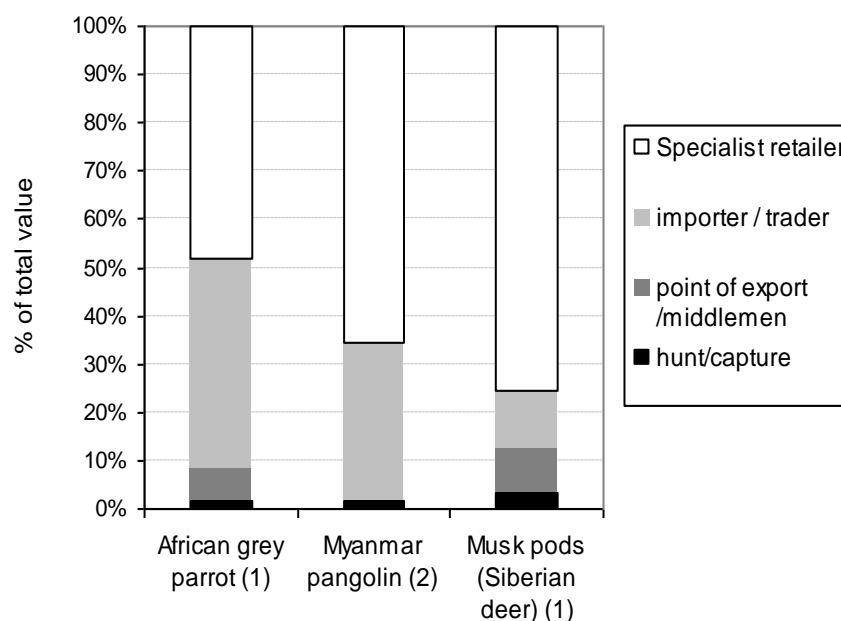 100%
90%
80%
70%
60%
50%
40%
30%
20%
10%
0%
% of total value
African grey
parrot (1)
Myanmar
pangolin (2)
Musk pods
(Siberian
deer) (1)
Specialist retailer
importer / trader
point of export
/middlemen
hunt/capture